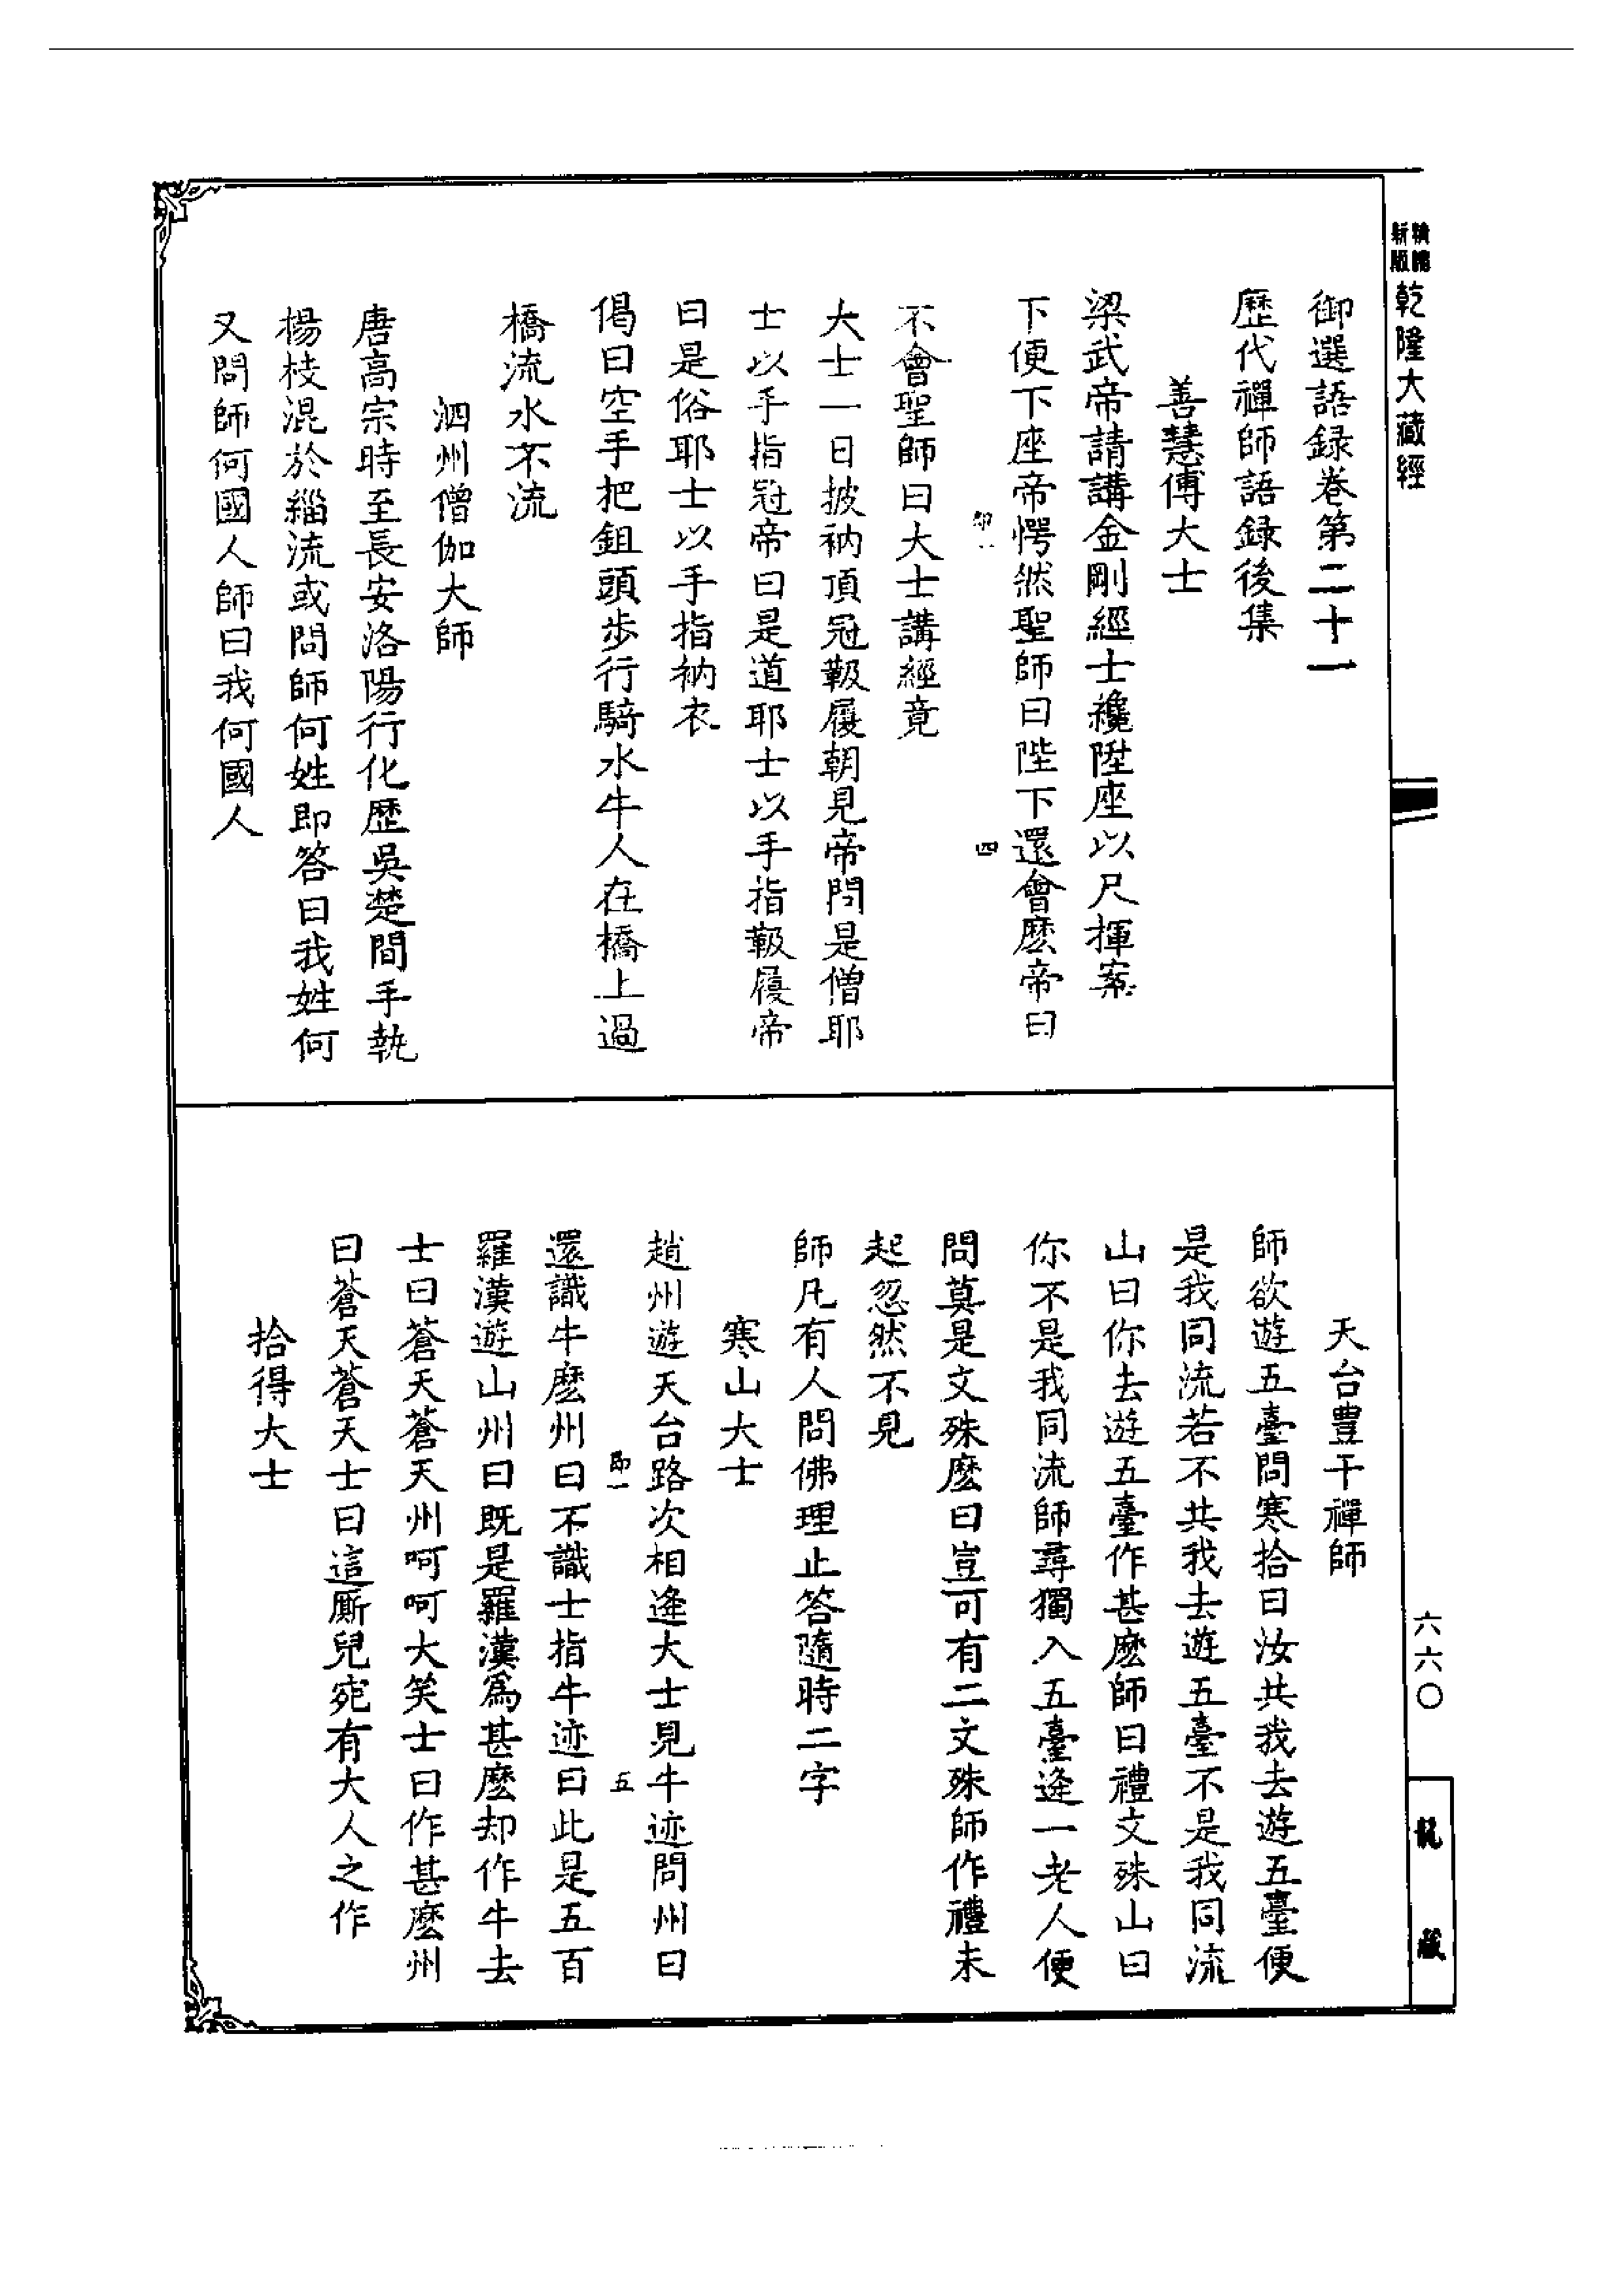 乾隆大藏經
御選語録卷第二十一
歷代禪師語録後集
善慧傅大士
梁武帝請講金剛經士纔陞座以尺揮案
下便下座帝愕然聖師曰陛下還會麽帝曰
四
不會聖師曰大士講經竟
大士一日披衲頂冠靸履朝見帝問是僧耶
士以手指冠帝曰是道耶士以手指靸履帝
曰是俗耶士以手指衲衣
偈曰空手把鉏頭步行騎水牛人在橋上過
橋流水不流
泗州僧伽大師
唐高宗時至長安洛陽行化歷吳楚間手執
楊枝混於緇流或問師何姓即答曰我姓何
又問師何國人師曰我何國人
六六〇
天台豐干禪師
師欲遊五臺問寒拾曰汝共我去遊五臺便
是我同流若不共我去遊五臺不是我同流
山曰你去遊五臺作甚麽師曰禮文殊山曰
你不是我同流師尋獨入五臺逢一老人便
問莫是文殊麽曰豈可有二文殊師作禮未
起忽然不見
師凡有人問佛理止答隨時二字
寒山大士
趙州遊天台路次相逢大士見牛迹問州曰
五
還識牛麽州曰不識士指牛迹曰此是五百
羅漢遊山州曰既是羅漢爲甚麽却作牛去
士曰蒼天蒼天州呵呵大笑士曰作甚麽州
曰蒼天蒼天士曰這厮兒宛有大人之作
拾得大士
龍藏